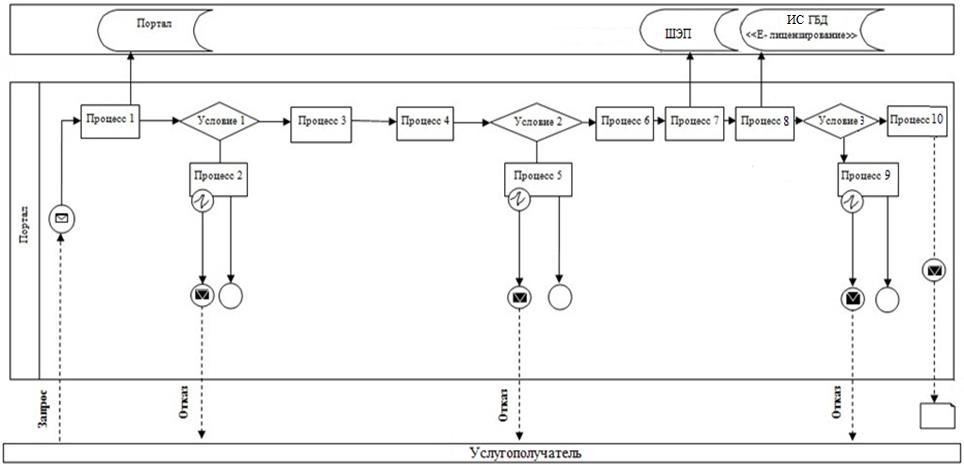 Портал
ШЭП
ИС ГБД
<<Е- лицензирование>>
Портал
Процесс 1
Условие 1
Процесс 3
Процесс 4
Условие 2
Процесс 6
Процесс 7
Процесс 8
Условие 3
Процесс 10
Процесс 2
Процесс 5
Процесс 9
Запрос
Отказ
Отказ
Отказ
Услугополучатель